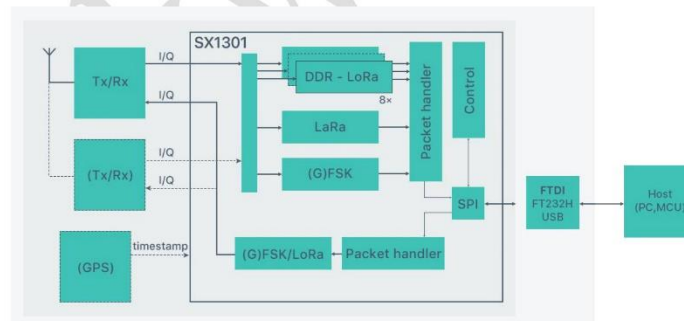 SX1301
I/Q
Tx/Rx
I/Q
DDR - LoRa
8×
LaRa
(G)FSK
Packet handler
Control
I/Q
(Tx/Rx)
I/Q
SPI
FTDI
FT232H
USB
Host
(PC,MCU)
timestamp
(GPS)
(G)FSK/LoRa
Packet handler